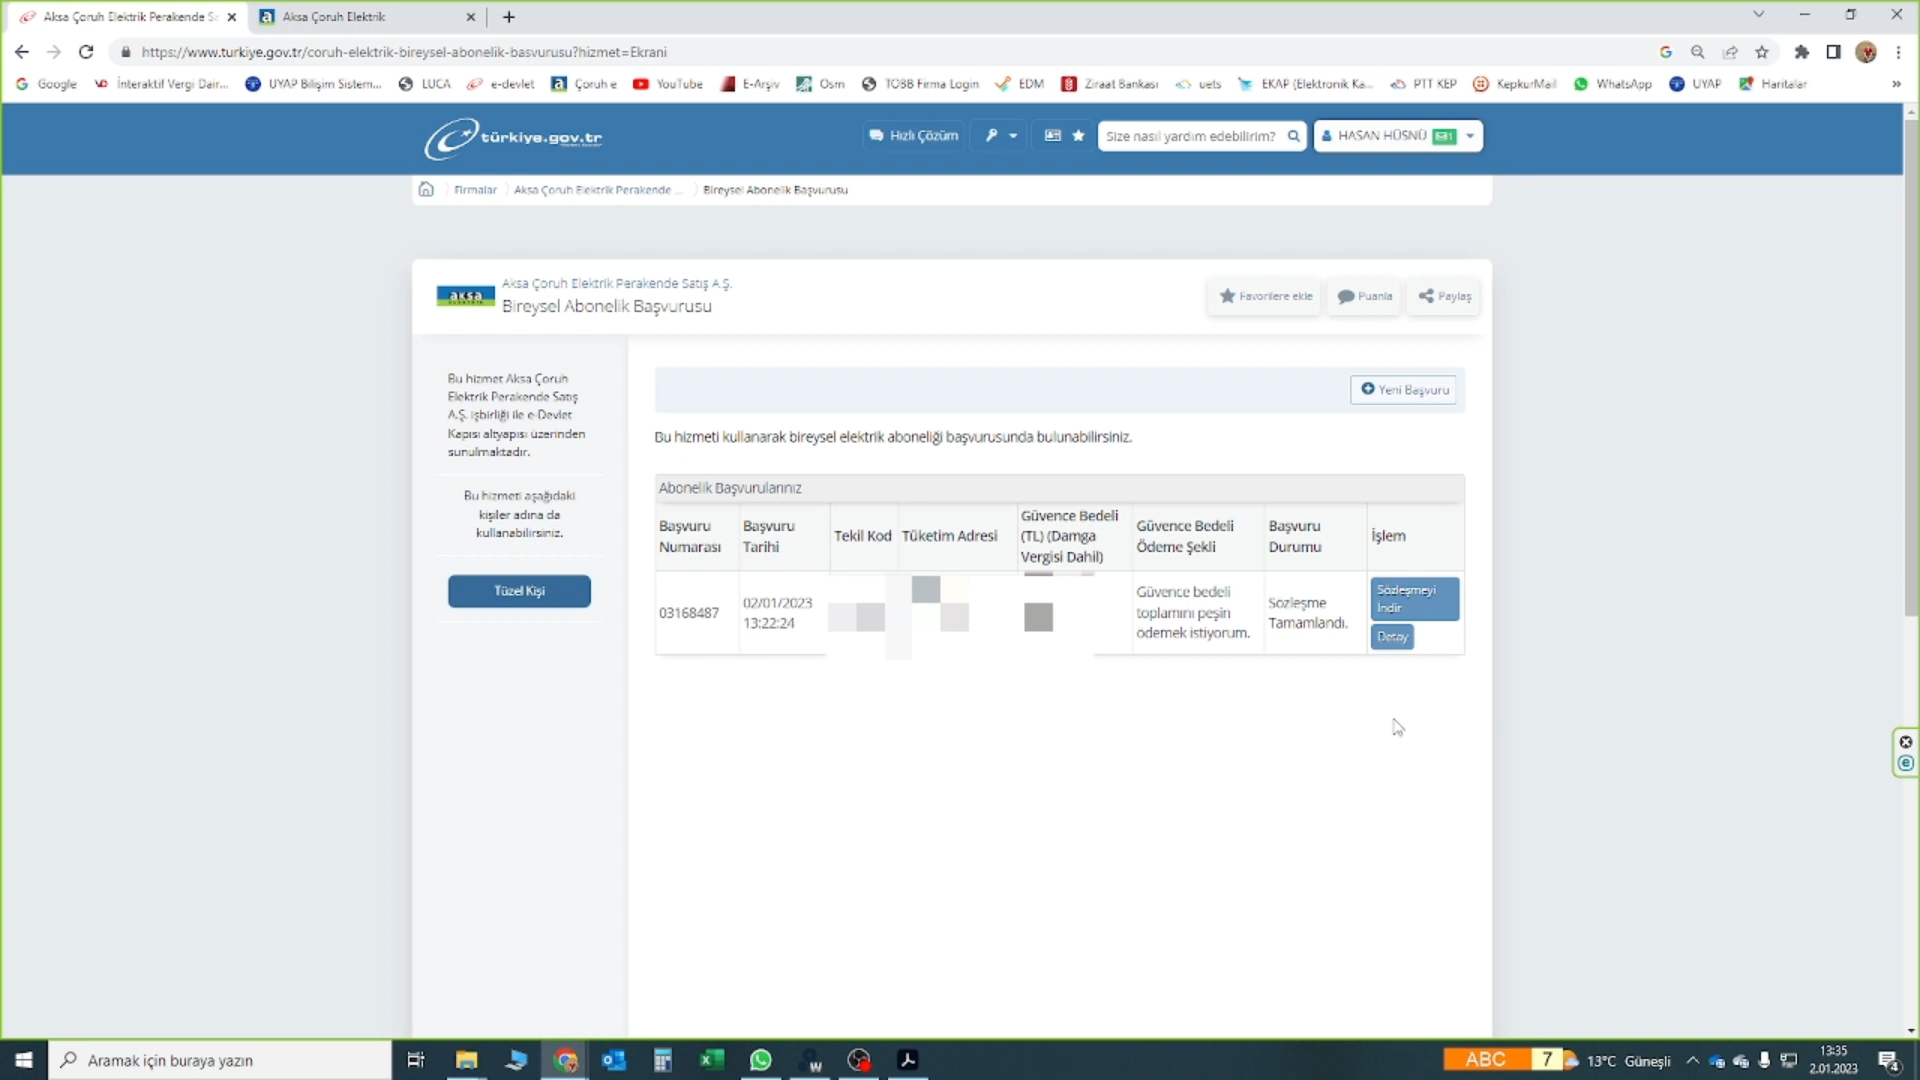 Aksa Çoruh Elektrik Perakende Sa
Aksa Çoruh Elektrik
https://www.turkiye.gov.tr/coruh-elektrik-bireysel-abonelik-basvurusu?hizmet=Ekrani
Google
İnteraktif Vergi Dair...
UYAP Bilişim Sistem...
LUCA
e-devlet
Çoruh e
YouTube
E-Arşiv
Osm
TOBB Firma Login
EDM
Ziraat Bankası
uets
EKAP (Elektronik Ka...
PTT KEP
KepkurMail
WhatsApp
UYAP
Haritalar
türkiye.gov.tr
Hızlı Çözüm
Size nasıl yardım edebilirim?
HASAN HÜSNÜ
1
Firmalar
Aksa Çoruh Elektrik Perakende ...
Bireysel Abonelik Başvurusu
aksa
Aksa Çoruh Elektrik Perakende Satış A.Ş.
Bireysel Abonelik Başvurusu
Favorilere ekle
Puanla
Paylaş
Bu hizmet Aksa Çoruh
Elektrik Perakende Satış
A.Ş. işbirliği ile e-Devlet
Kapısı altyapısı üzerinden
sunulmaktadır.
Bu hizmeti aşağıdaki
kişiler adına da
kullanabilirsiniz.
Tüzel Kişi
Yeni Başvuru
Bu hizmeti kullanarak bireysel elektrik aboneliği başvurusunda bulunabilirsiniz.
Abonelik Başvurularınız
Başvuru
Numarası
Başvuru
Tarihi
Tekil Kod
Tüketim Adresi
Güvence Bedeli
(TL) (Damga
Vergisi Dahil)
Güvence Bedeli
Ödeme Şekli
Başvuru
Durumu
İşlem
03168487
02/01/2023
13:22:24
Güvence bedeli
toplamını peşin
ödemek istiyorum.
Sözleşme
Tamamlandı.
Sözleşmeyi
İndir
Detay
Aramak için buraya yazın
ABC
7
13°C Güneşli
13:35
2.01.2023
4